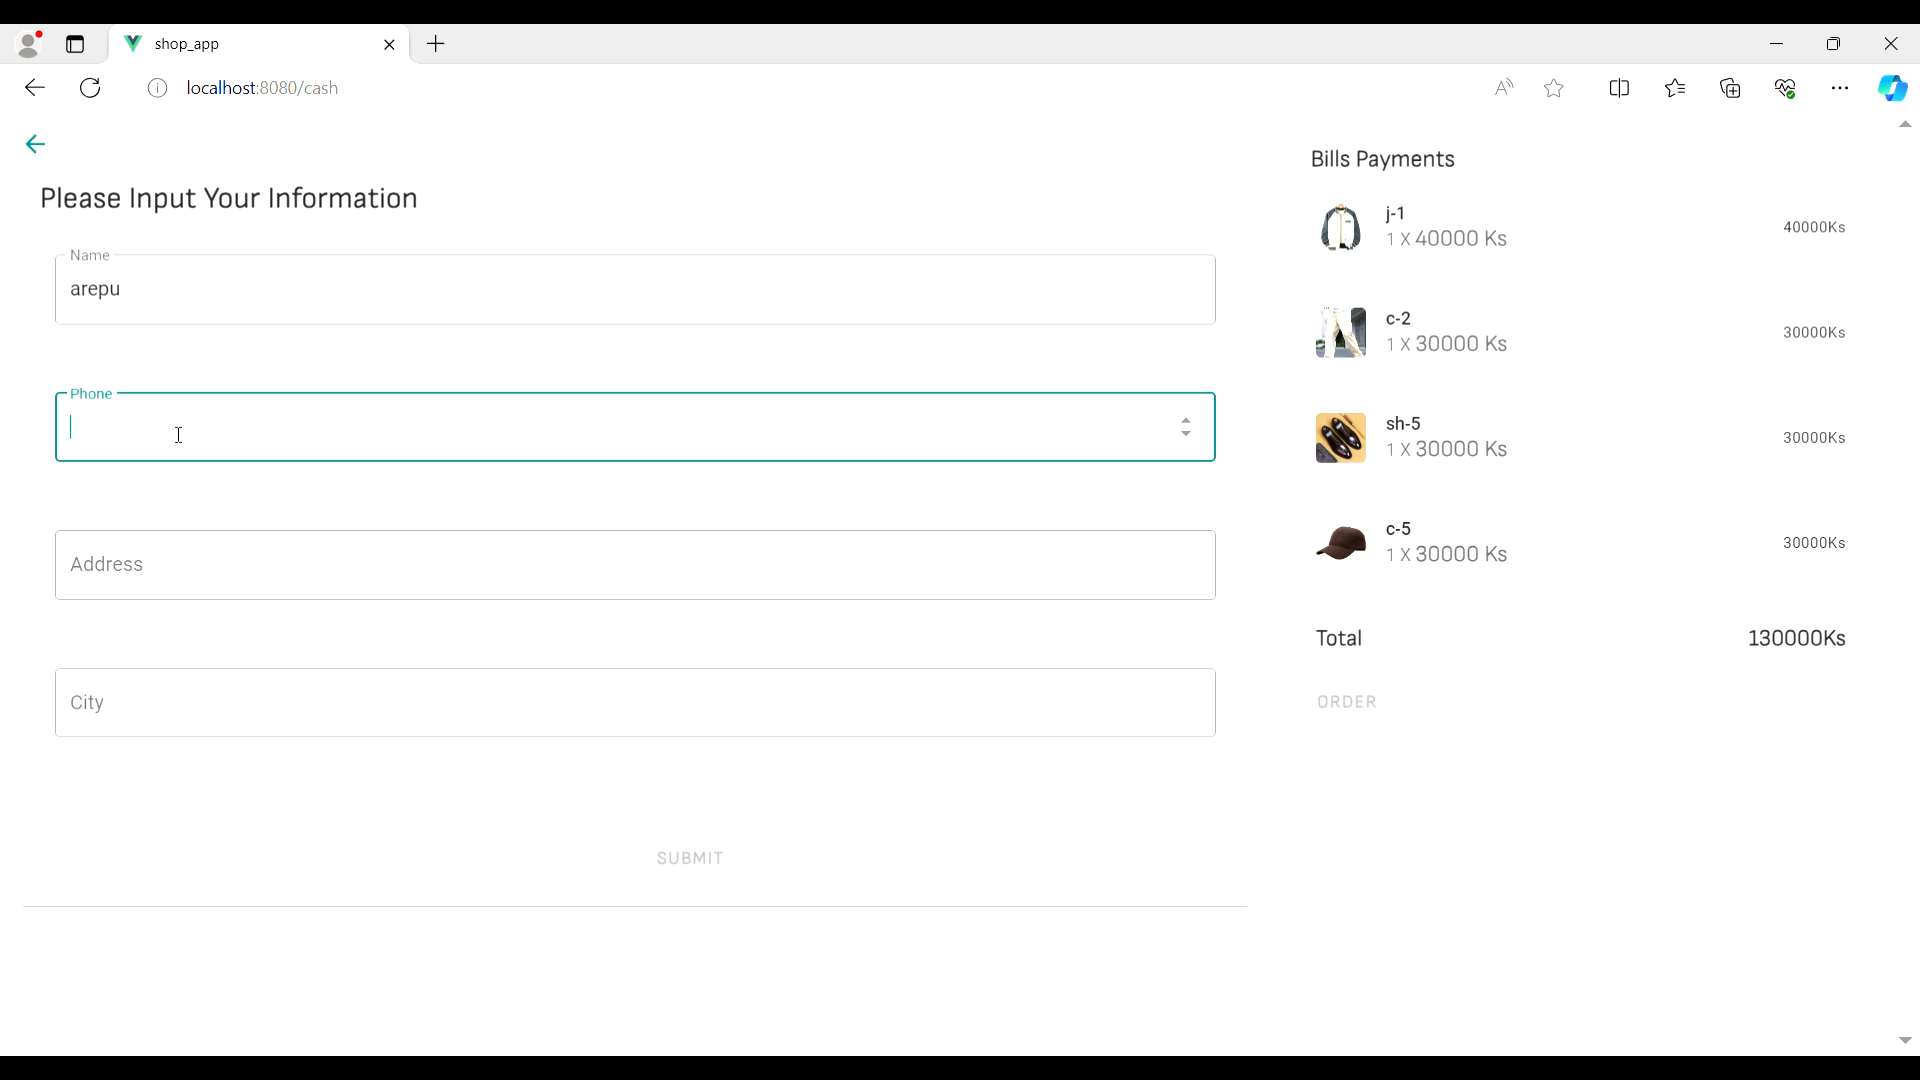 shop_app
localhost:8080/cash
Please Input Your Information
Name
arepu
Phone
Address
City
SUBMIT
Bills Payments
j-1
1 X 40000 Ks
40000Ks
c-2
1 X 30000 Ks
30000Ks
sh-5
1 X 30000 Ks
30000Ks
c-5
1 X 30000 Ks
30000Ks
Total
130000Ks
ORDER